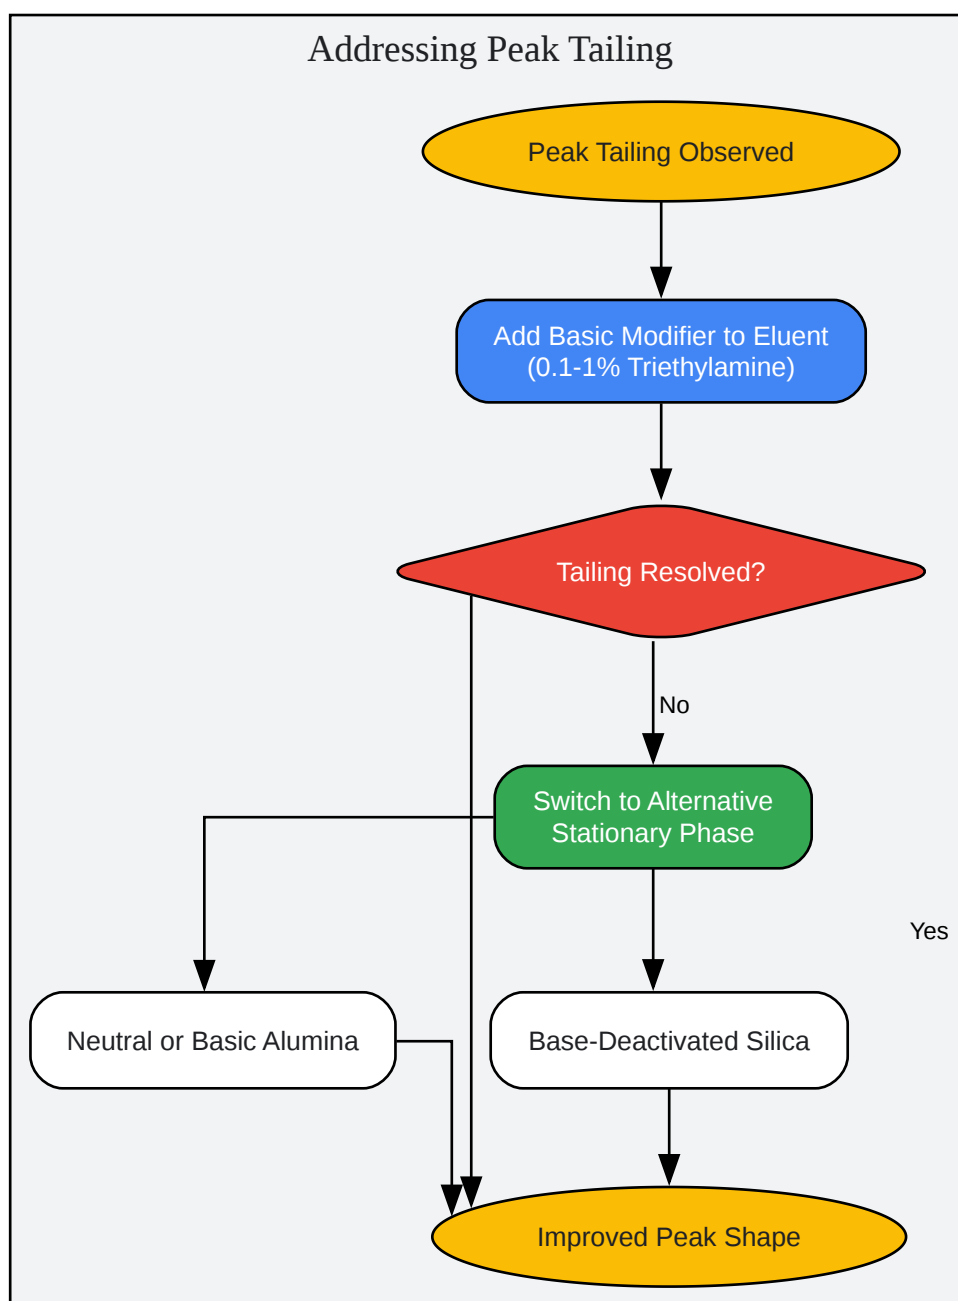 Addressing Peak Tailing
Peak Tailing Observed
Add Basic Modifier to Eluent
(0.1-1% Triethylamine)
Tailing Resolved?
No
Switch to Alternative
Stationary Phase
Yes
Neutral or Basic Alumina
Base-Deactivated Silica
Improved Peak Shape